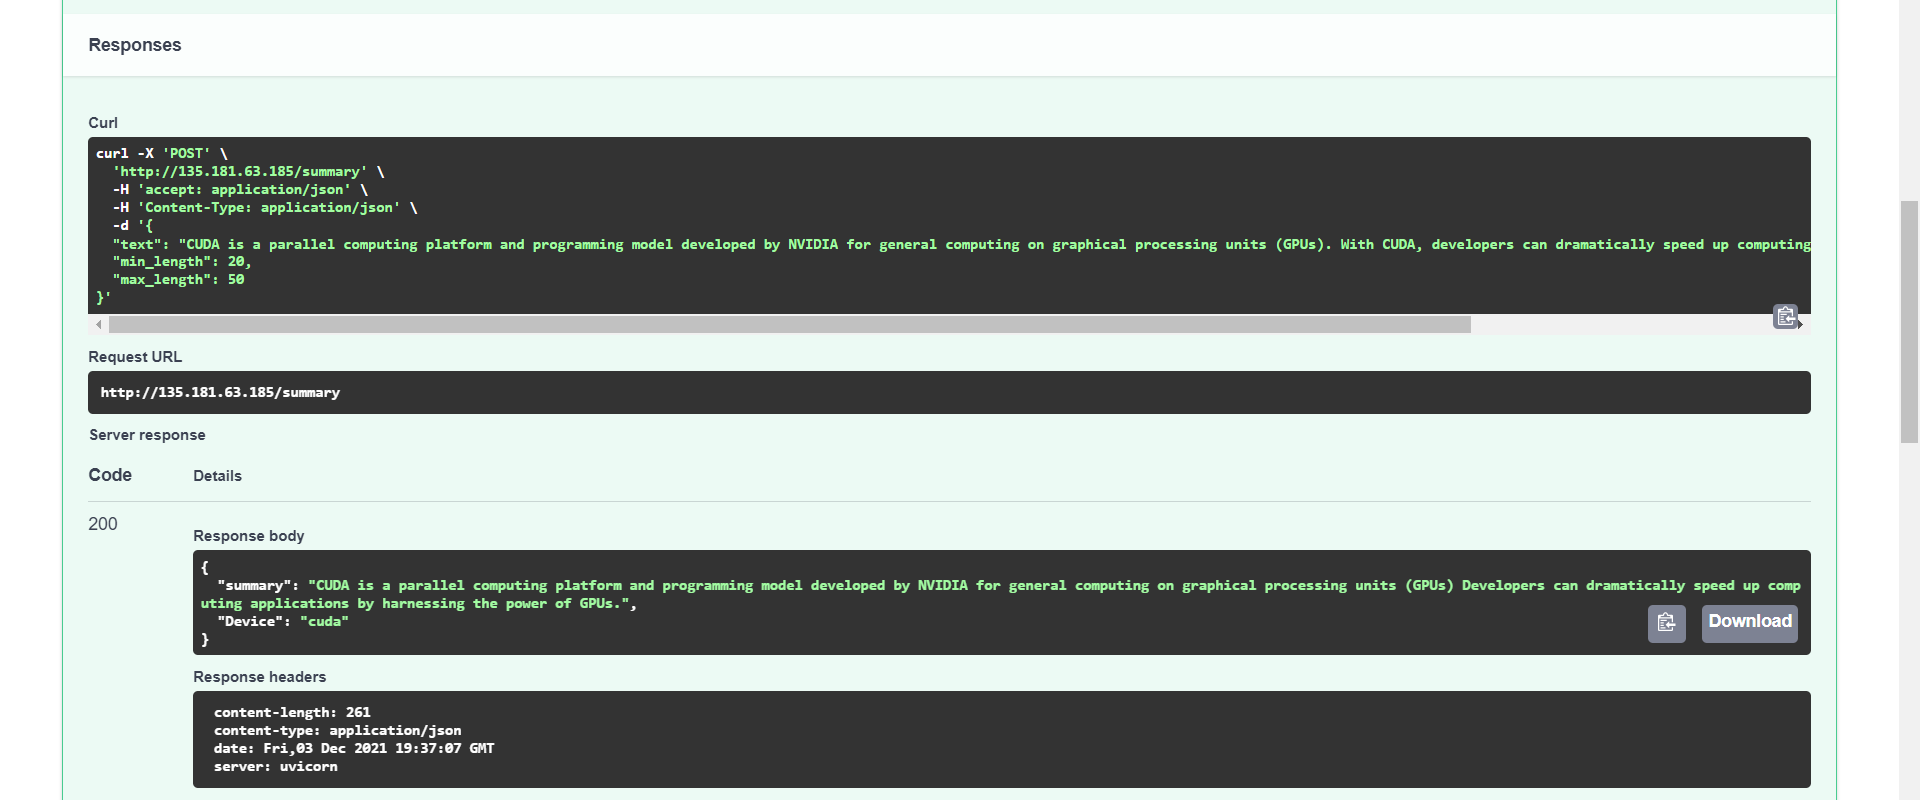 Responses
Curl
curl -X 'POST' \
  'http://135.181.63.185/summary' \
  -H 'accept: application/json' \
  -H 'Content-Type: application/json' \
  -d '{
  "text": "CUDA is a parallel computing platform and programming model developed by NVIDIA for general computing on graphical processing units (GPUs). With CUDA, developers can dramatically speed up computing
  "min_length": 20,
  "max_length": 50
}'
Request URL
http://135.181.63.185/summary
Server response
Code Details
200
Response body
{
  "summary": "CUDA is a parallel computing platform and programming model developed by NVIDIA for general computing on graphical processing units (GPUs) Developers can dramatically speed up comp
uting applications by harnessing the power of GPUs.",
  "Device": "cuda"
}
Download
Response headers
content-length: 261
content-type: application/json
date: Fri,03 Dec 2021 19:37:07 GMT
server: uvicorn